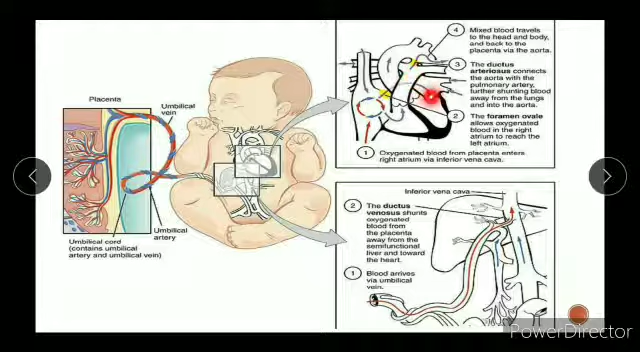 Placenta
Umbilical
vein
Umbilical
artery
Umbilical cord
(contains umbilical
artery and umbilical vein)
4 Mixed blood travels
to the head and body,
and back to the
placenta via the aorta.
3 The ductus
arteriosus connects
the aorta with the
pulmonary artery,
further shunting blood
away from the lungs
and into the aorta.
2 The foramen ovale
allows oxygenated
blood in the right
atrium to reach the
left atrium.
1 Oxygenated blood from placenta enters
right atrium via inferior vena cava.
Inferior vena cava
2 The ductus
venosus shunts
oxygenated
blood from
the placenta
away from the
semifunctional
liver and toward
the heart.
1 Blood arrives
via umbilical
vein.
PowerDirector